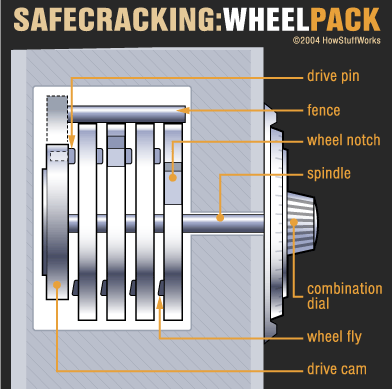 SAFECRACKING:WHEELPACK
©2004 HowStuffWorks
drive pin
fence
wheel notch
spindle
combination
dial
wheel fly
drive cam